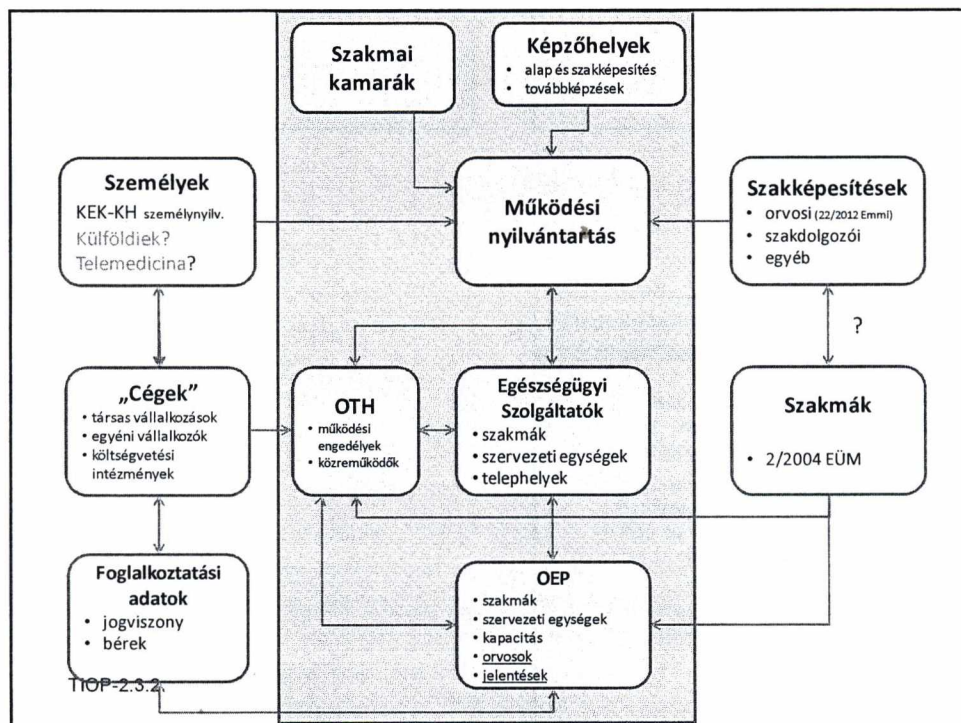 Szakmai
kamarák
Képzőhelyek
• alap és szakképesítés
• továbbképzések
Személyek
KEK-KH személynyilv.
Külföldiek?
Telemedicina?
Működési
nyilvántartás
Szakképesítések
• orvosi (22/2012 Emmi)
• szakdolgozói
• egyéb
?
„Cégek”
• társas vállalkozások
• egyéni vállalkozók
• költségvetési
intézmények
OTH
• működési
engedélyek
• közreműködők
Egészségügyi
Szolgáltatók
• szakmák
• szervezeti egységek
• telephelyek
Szakmák
• 2/2004 EÜM
Foglalkoztatási
adatok
• jogviszony
• bérek
OEP
• szakmák
• szervezeti egységek
• kapacitás
• orvosok
• jelentések
TIOP-2.3.2.